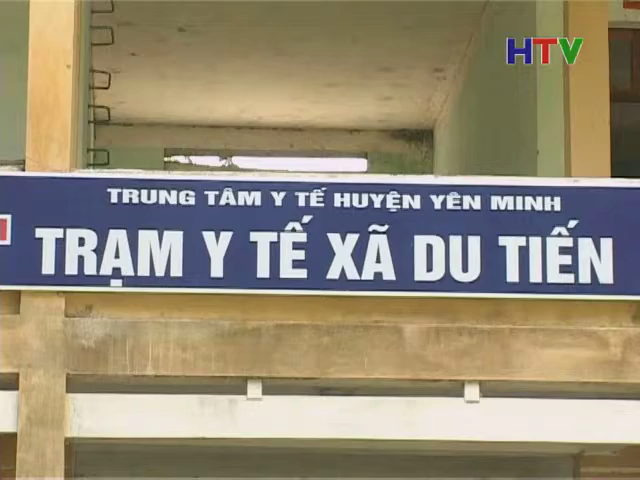 HTV
TRUNG TÂM Y TẾ HUYỆN YÊN MINH
TRẠM Y TẾ XÃ DU TIẾN